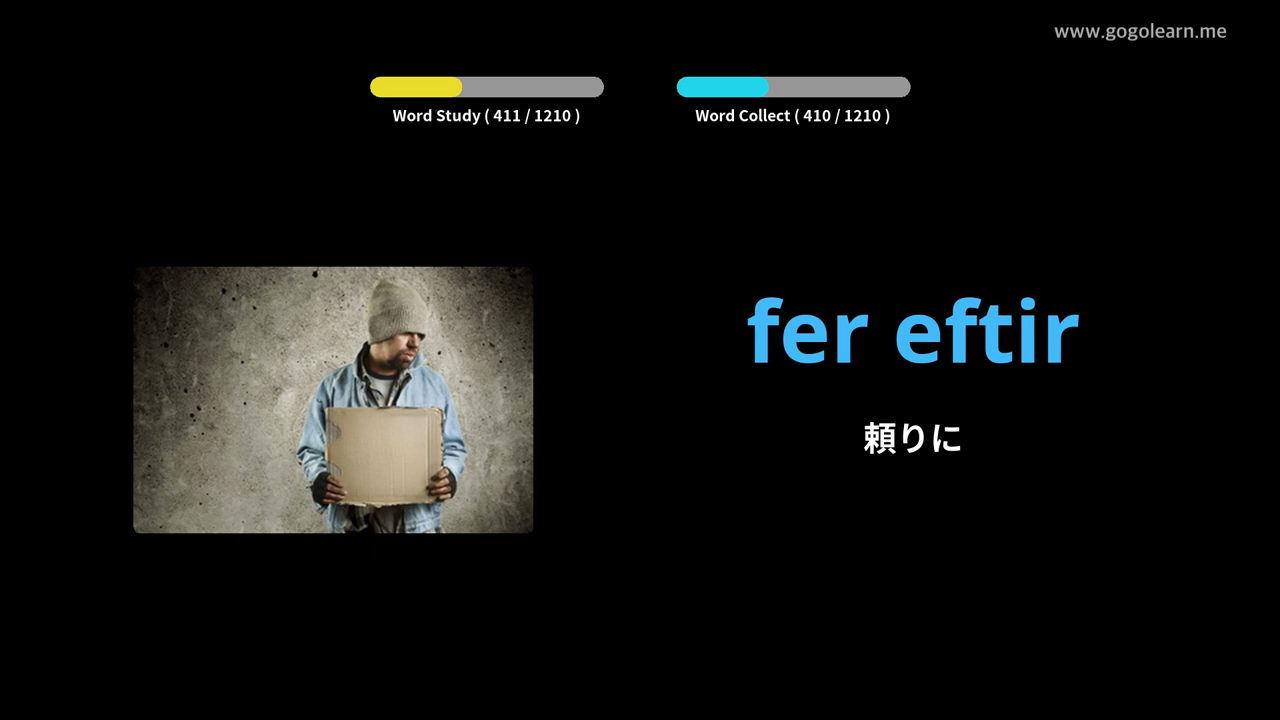 www.gogolearn.me
Word Study ( 411 / 1210 )
Word Collect ( 410 / 1210 )
fer eftir
頼りに